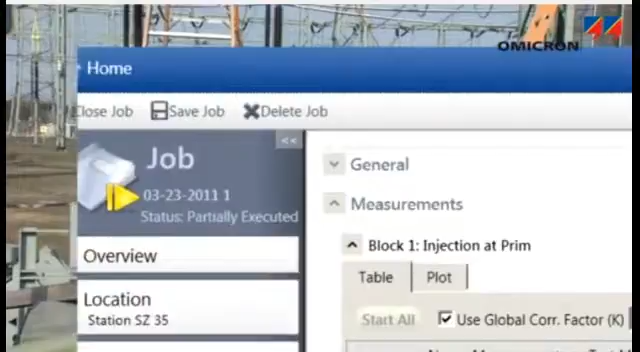 OMICRON
Home
Close Job Save Job Delete Job
<<
Job
03-23-2011 1
Status: Partially Executed
Overview
Location
Station SZ 35
General
Measurements
Block 1: Injection at Prim
Table Plot
Start All Use Global Corr. Factor (K)